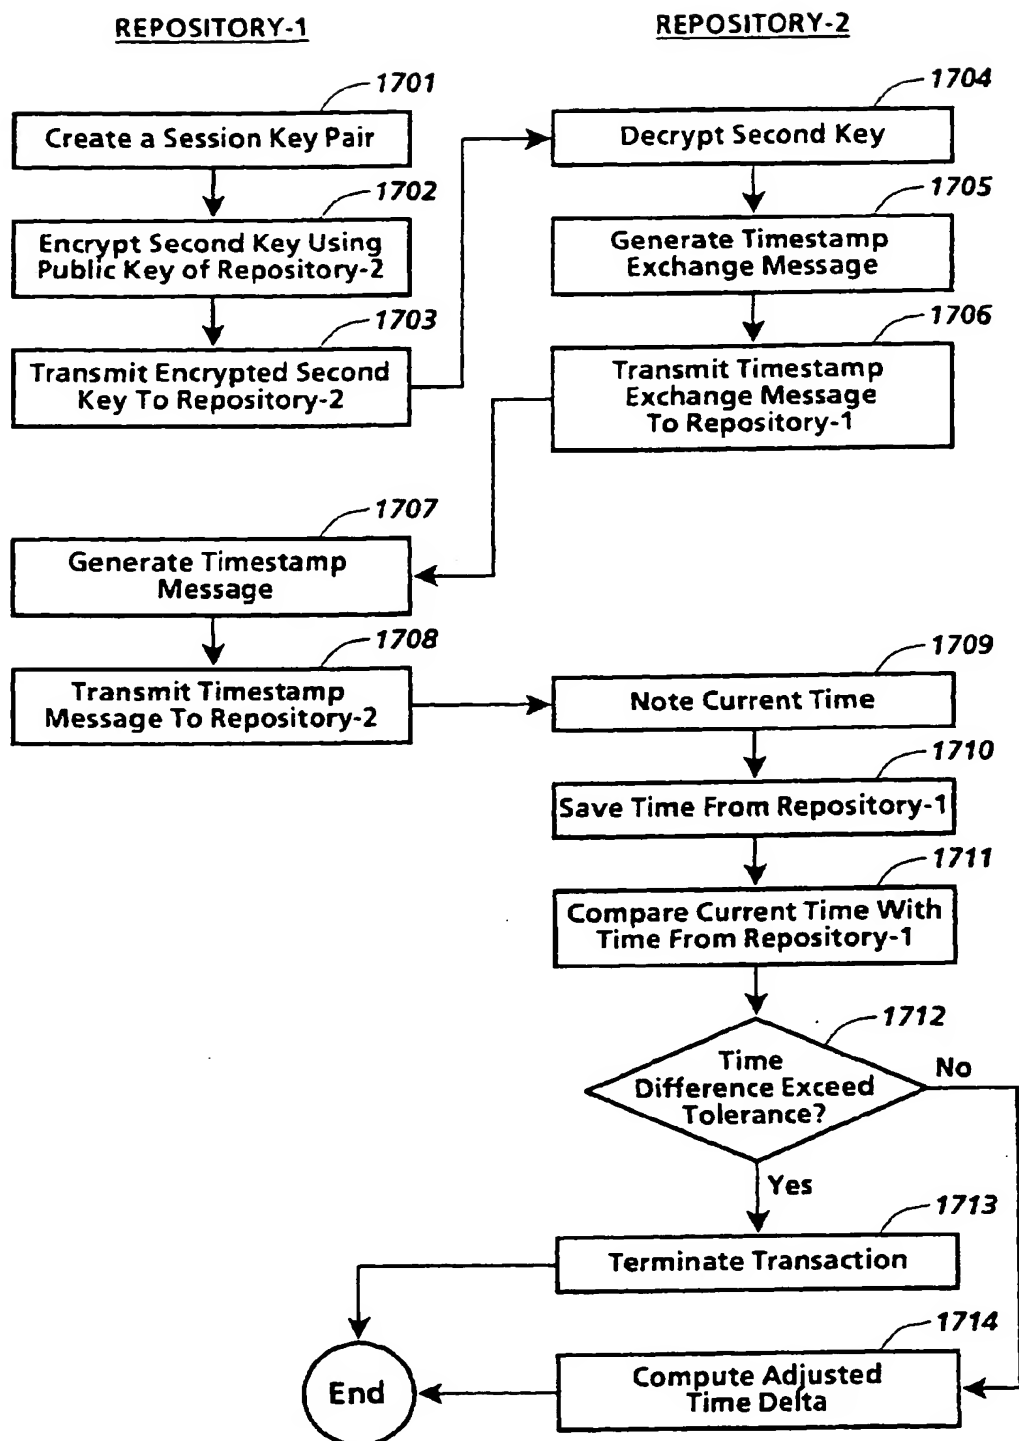 REPOSITORY-1
REPOSITORY-2
1701
Create a Session Key Pair
1702
Encrypt Second Key Using
Public Key of Repository-2
1703
Transmit Encrypted Second
Key To Repository-2
1704
Decrypt Second Key
1705
Generate Timestamp
Exchange Message
1706
Transmit Timestamp
Exchange Message
To Repository-1
1707
Generate Timestamp
Message
1708
Transmit Timestamp
Message To Repository-2
1709
Note Current Time
1710
Save Time From Repository-1
1711
Compare Current Time With
Time From Repository-1
1712
Time
Difference Exceed
Tolerance?
No
Yes
1713
Terminate Transaction
1714
Compute Adjusted
Time Delta
End